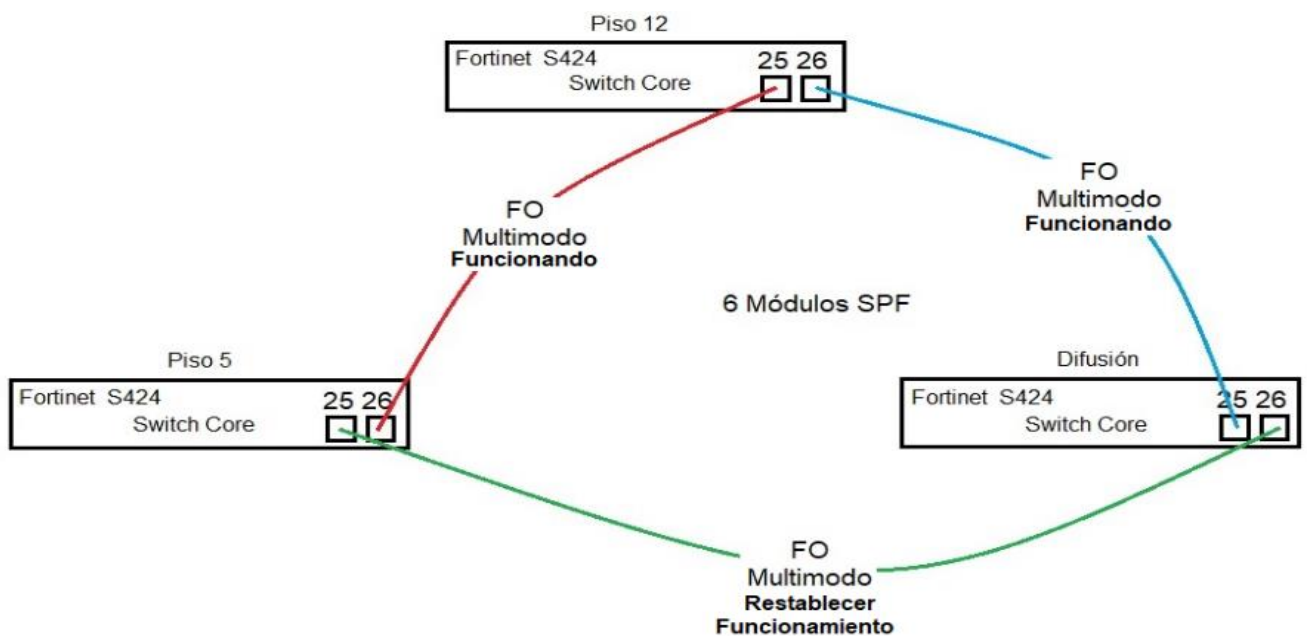 Piso 12
Fortinet S424
25 26
Switch Core
FO
Multimodo
Funcionando
FO
Multimodo
Funcionando
6 Módulos SPF
Piso 5
Fortinet S424
25 26
Switch Core
Difusión
Fortinet S424
25 26
Switch Core
FO
Multimodo
Restablecer
Funcionamiento